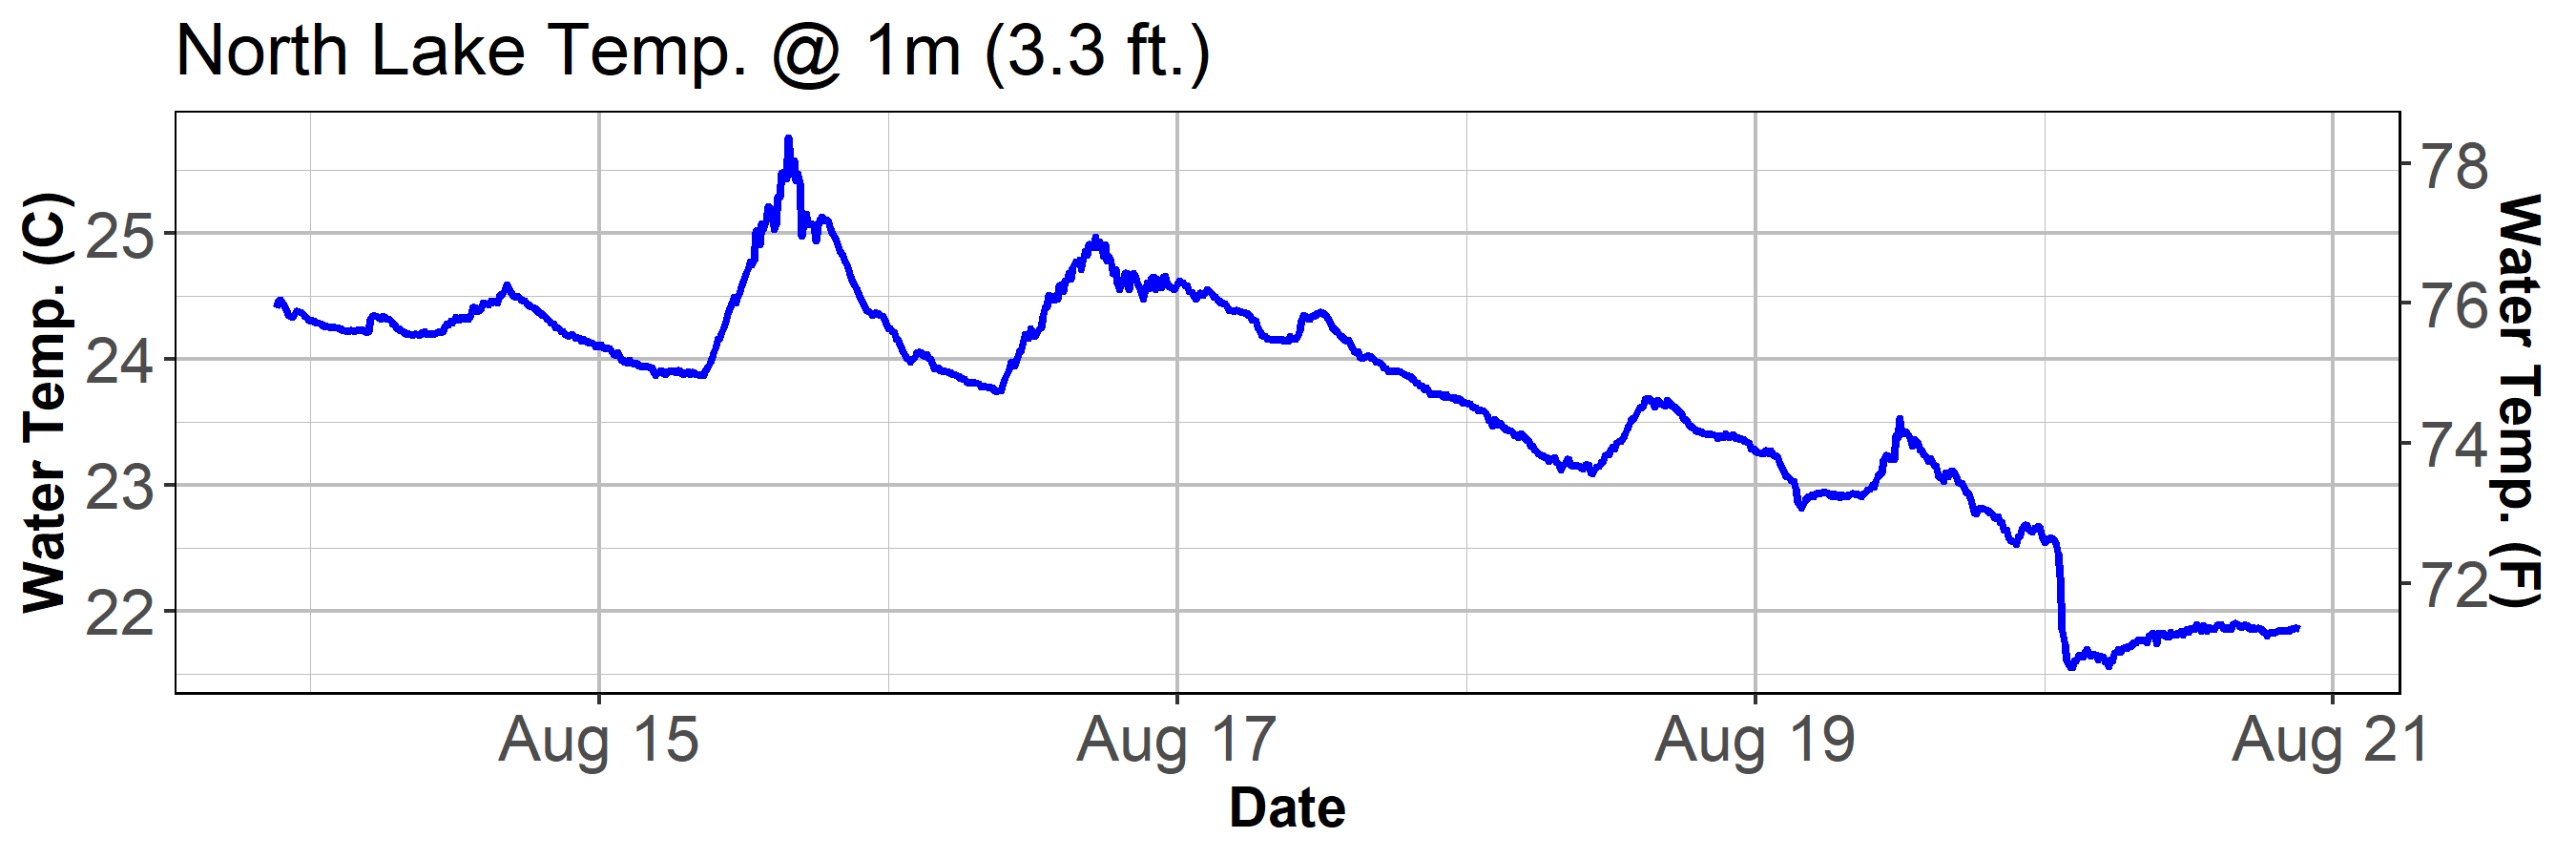 North Lake Temp. @ 1m (3.3 ft.)
Water Temp. (C)
25
24
23
22
78
76
74
72
Water Temp. (F)
Aug 15
Aug 17
Aug 19
Aug 21
Date